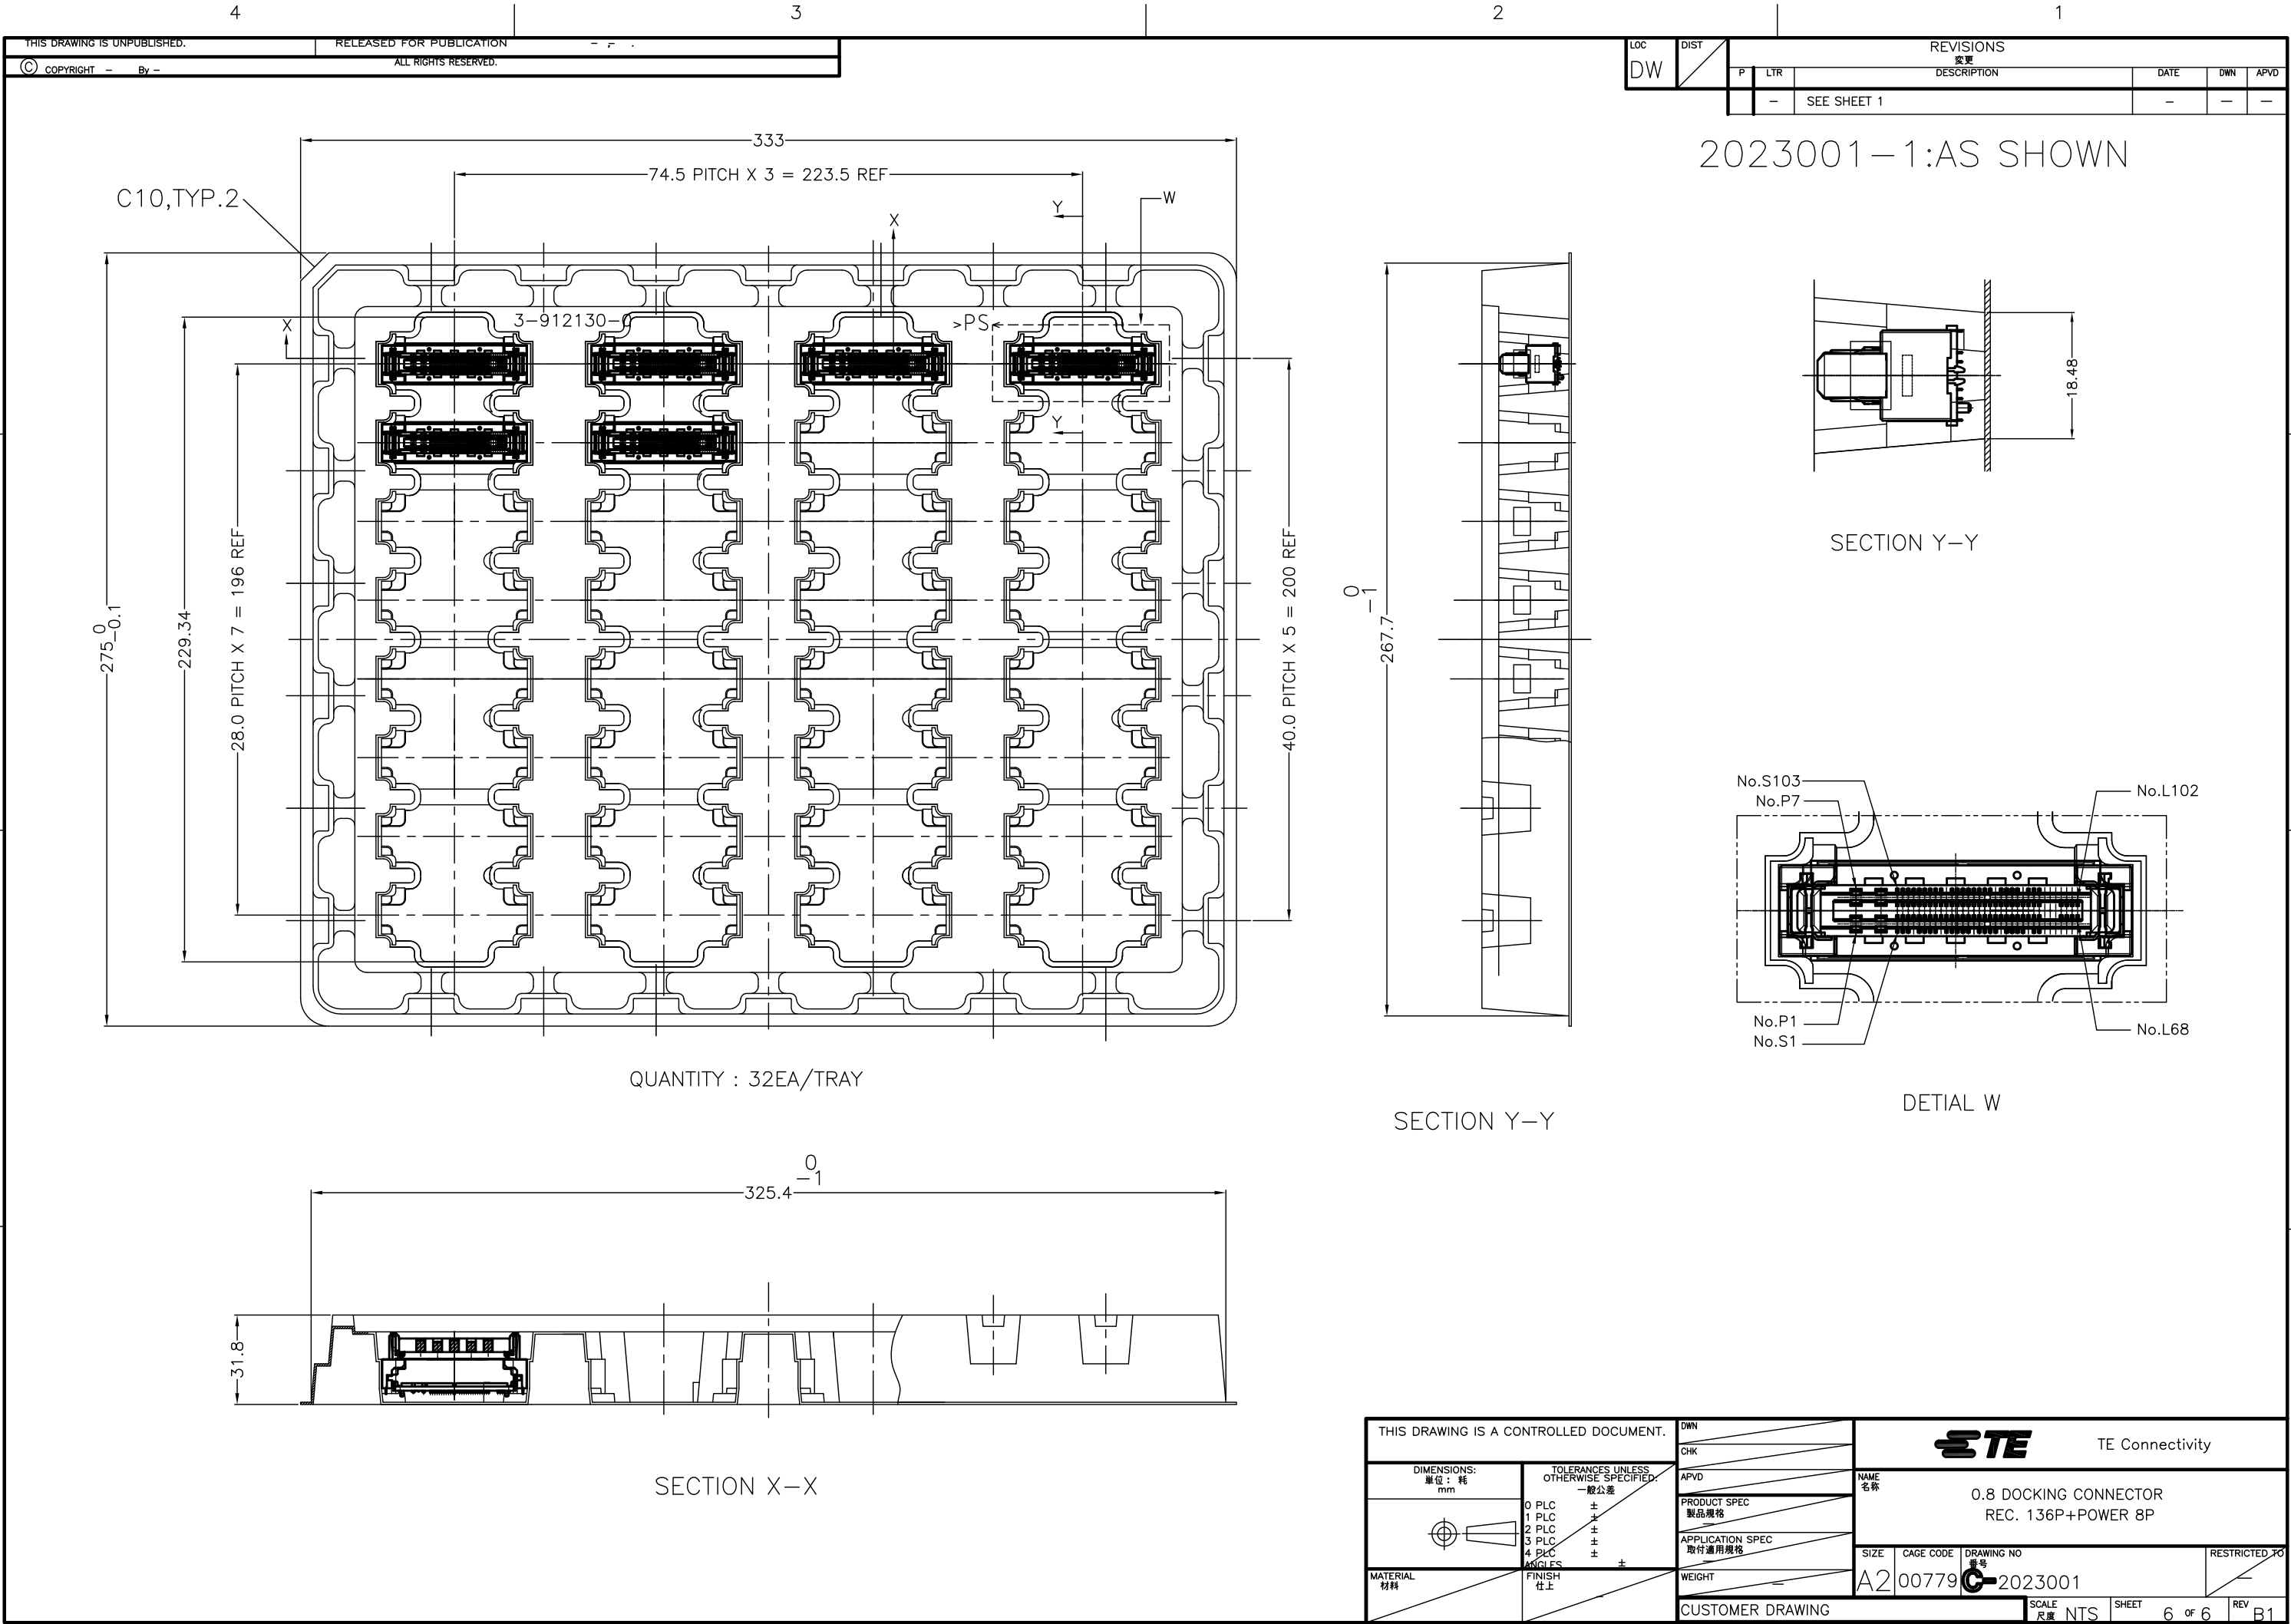 4
3
2
1
THIS DRAWING IS UNPUBLISHED.
RELEASED FOR PUBLICATION
© COPYRIGHT - By -
ALL RIGHTS RESERVED.
LOC
DW
DIST
REVISIONS
変更
P
LTR
DESCRIPTION
DATE
DWN
APVD
-
SEE SHEET 1
-
-
-
2023001-1:AS SHOWN
333
74.5 PITCH X 3 = 223.5 REF
C10,TYP.2
W
Y
X
X
3-912130-0
>PS<
Y
275 0 -0.1
229.34
28.0 PITCH X 7 = 196 REF
40.0 PITCH X 5 = 200 REF
267.7 0 -1
18.48
SECTION Y-Y
No.S103
No.P7
No.L102
No.P1
No.S1
No.L68
QUANTITY : 32EA/TRAY
SECTION Y-Y
DETIAL W
325.4 0 -1
31.8
SECTION X-X
THIS DRAWING IS A CONTROLLED DOCUMENT.
DIMENSIONS:
単位: 耗
mm
TOLERANCES UNLESS
OTHERWISE SPECIFIED:
一般公差
0 PLC ±
1 PLC ±
2 PLC ±
3 PLC ±
4 PLC ±
ANGLES ±
MATERIAL
材料
FINISH
仕上
-
DWN
CHK
APVD
PRODUCT SPEC
製品規格
-
APPLICATION SPEC
取付適用規格
-
WEIGHT
-
CUSTOMER DRAWING
TE
TE Connectivity
NAME
名称
0.8 DOCKING CONNECTOR
REC. 136P+POWER 8P
SIZE
A2
CAGE CODE
00779
DRAWING NO
番号
C-2023001
RESTRICTED TO
-
SCALE
尺度
NTS
SHEET
6 OF 6
REV
B1